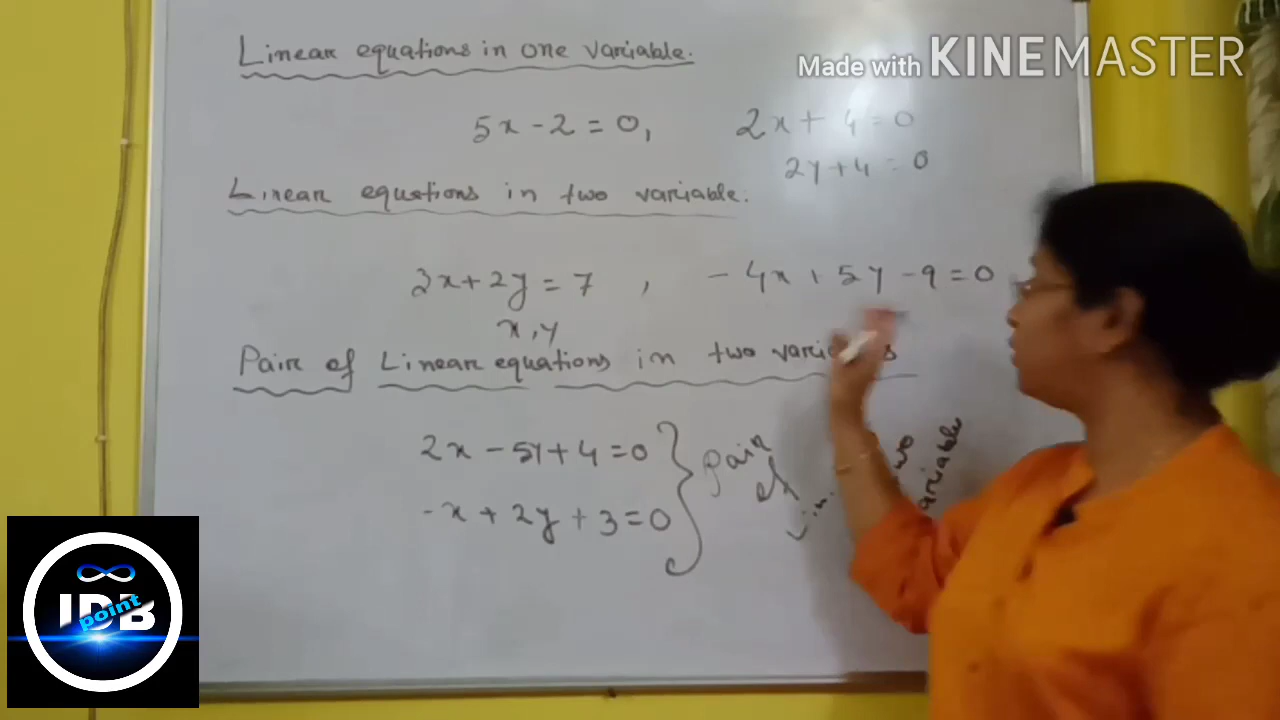 Made with KINEMASTER
Linear equations in one variable.
5x - 2 = 0, 2x + 4 = 0
2y + 4 = 0
Linear equations in two variable.
3x + 2y = 7 , - 4x + 5y - 9 = 0
x, y
Pair of Linear equations in two variables
2x - 5y + 4 = 0
-x + 2y + 3 = 0
Pair
of
two
variable
IDB
point